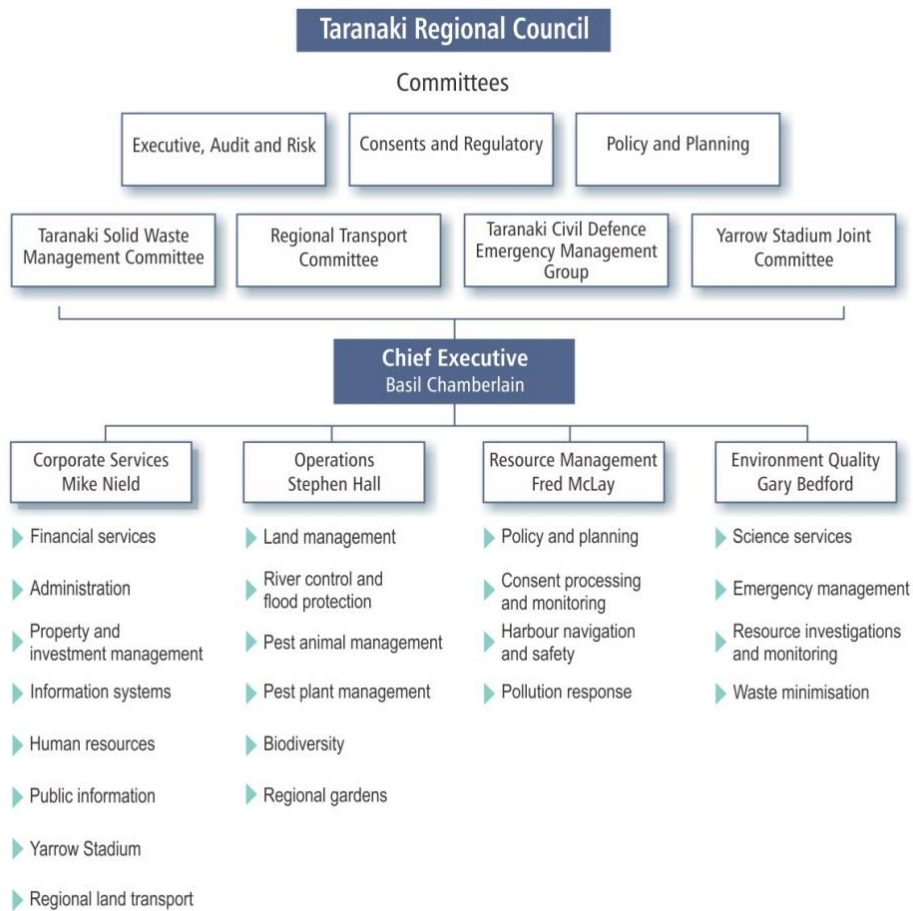 Taranaki Regional Council
Committees
Executive, Audit and Risk
Consents and Regulatory
Policy and Planning
Taranaki Solid Waste
Management Committee
Regional Transport
Committee
Taranaki Civil Defence
Emergency Management
Group
Yarrow Stadium Joint
Committee
Chief Executive
Basil Chamberlain
Corporate Services
Mike Nield
Financial services
Administration
Property and
investment management
Information systems
Human resources
Public information
Yarrow Stadium
Regional land transport
Operations
Stephen Hall
Land management
River control and
flood protection
Pest animal management
Pest plant management
Biodiversity
Regional gardens
Resource Management
Fred McLay
Policy and planning
Consent processing
and monitoring
Harbour navigation
and safety
Pollution response
Environment Quality
Gary Bedford
Science services
Emergency management
Resource investigations
and monitoring
Waste minimisation